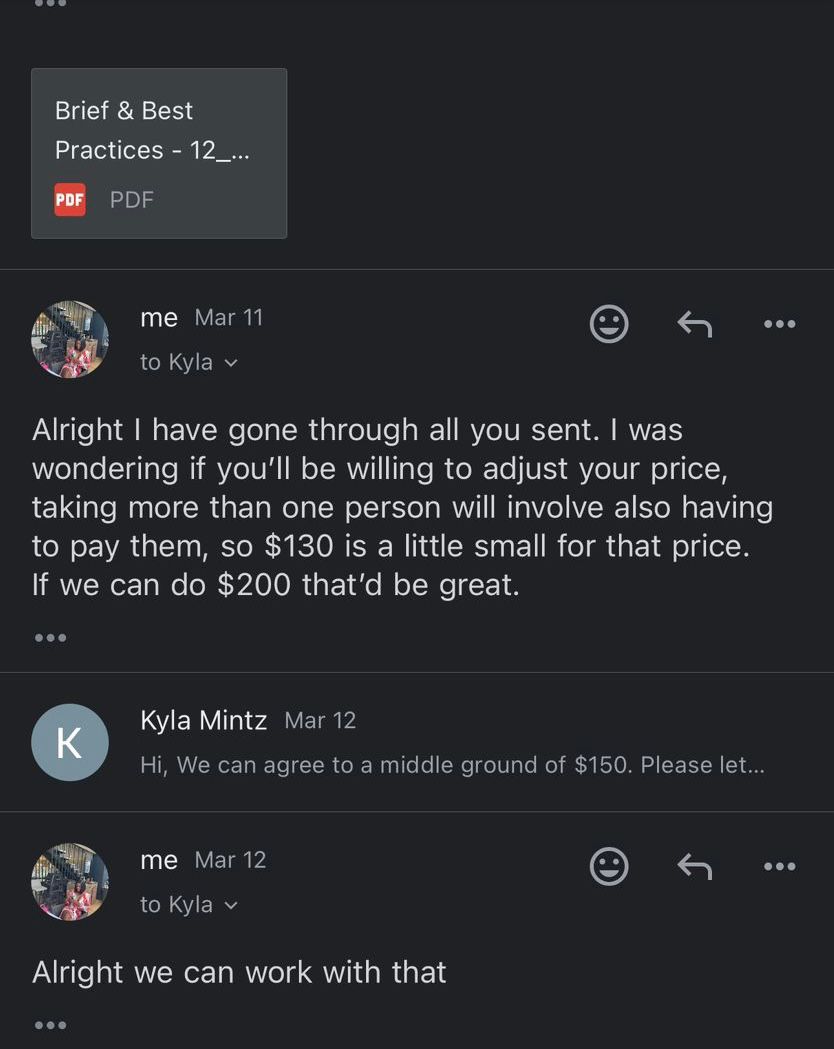 Brief & Best
Practices - 12_...
PDF PDF
me Mar 11
to Kyla
Alright I have gone through all you sent. I was
wondering if you’ll be willing to adjust your price,
taking more than one person will involve also having
to pay them, so $130 is a little small for that price.
If we can do $200 that’d be great.
K
Kyla Mintz Mar 12
Hi, We can agree to a middle ground of $150. Please let...
me Mar 12
to Kyla
Alright we can work with that